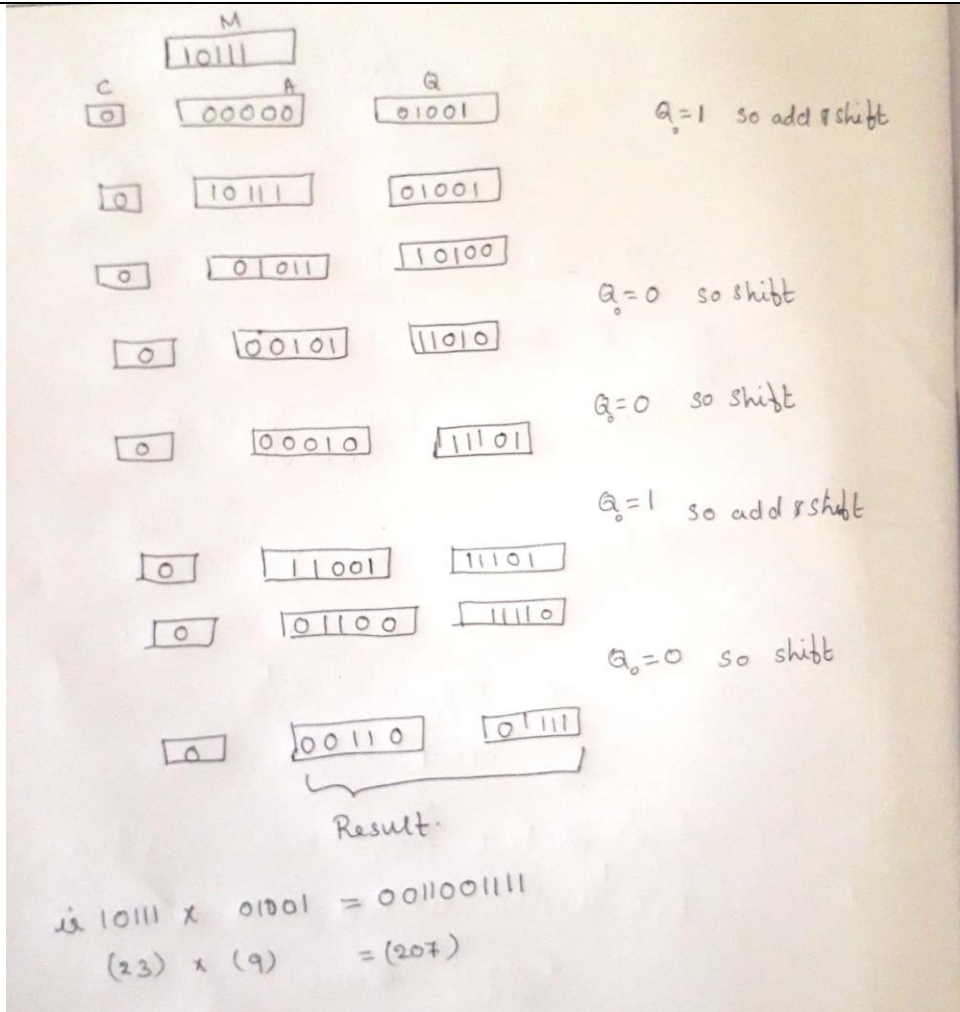 M
10111
C A Q
0 00000 01001 Q₀=1 so add & shift
0 10111 01001
0 01011 10100
Q₀=0 so shift
0 00101 11010
Q₀=0 so shift
0 00010 11101
Q₀=1 so add & shift
0 11001 11101
0 01100 11110
Q₀=0 so shift
0 00110 01111
Result.
ie 10111 x 01001 = 0011001111
(23) x (9) = (207)